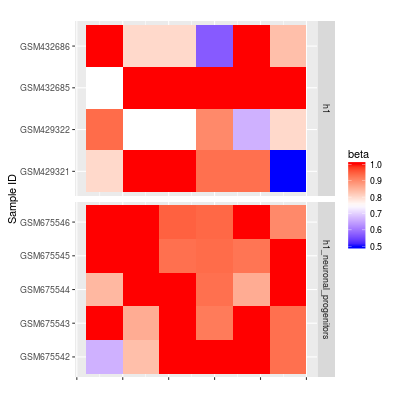 GSM432686
GSM432685
GSM429322
GSM429321
h1
GSM675546
GSM675545
GSM675544
GSM675543
GSM675542
h1_neuronal_progenitors
Sample ID
beta
1.0
0.9
0.8
0.7
0.6
0.5